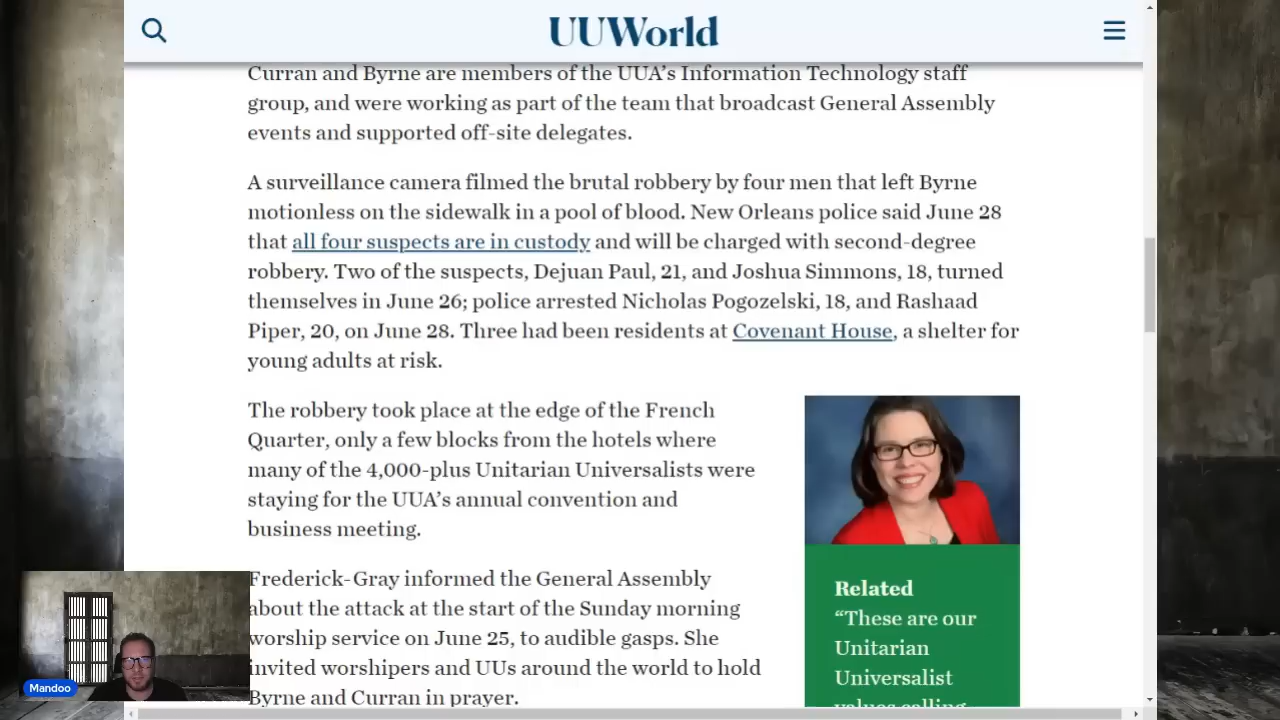 UUWorld
Curran and Byrne are members of the UUA's Information Technology staff
group, and were working as part of the team that broadcast General Assembly
events and supported off-site delegates.
A surveillance camera filmed the brutal robbery by four men that left Byrne
motionless on the sidewalk in a pool of blood. New Orleans police said June 28
that all four suspects are in custody and will be charged with second-degree
robbery. Two of the suspects, Dejuan Paul, 21, and Joshua Simmons, 18, turned
themselves in June 26; police arrested Nicholas Pogozelski, 18, and Rashaad
Piper, 20, on June 28. Three had been residents at Covenant House, a shelter for
young adults at risk.
The robbery took place at the edge of the French
Quarter, only a few blocks from the hotels where
many of the 4,000-plus Unitarian Universalists were
staying for the UUA's annual convention and
business meeting.
Frederick-Gray informed the General Assembly
about the attack at the start of the Sunday morning
worship service on June 25, to audible gasps. She
invited worshipers and UUs around the world to hold
Byrne and Curran in prayer.
Related
“These are our
Unitarian
Universalist
values calling
Mandoo